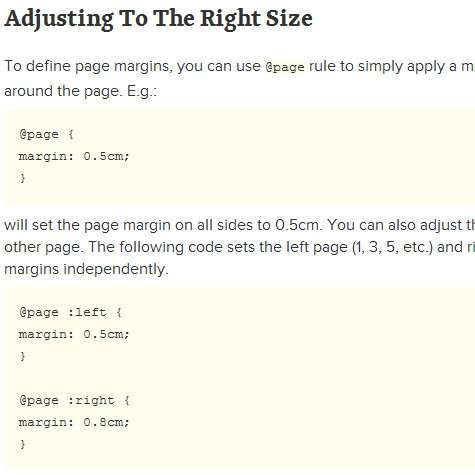 Adjusting To The Right Size
To define page margins, you can use @page rule to simply apply a m
around the page. E.g.:
@page {
margin: 0.5cm;
}
will set the page margin on all sides to 0.5cm. You can also adjust th
other page. The following code sets the left page (1, 3, 5, etc.) and ri
margins independently.
@page :left {
margin: 0.5cm;
}
@page :right {
margin: 0.8cm;
}